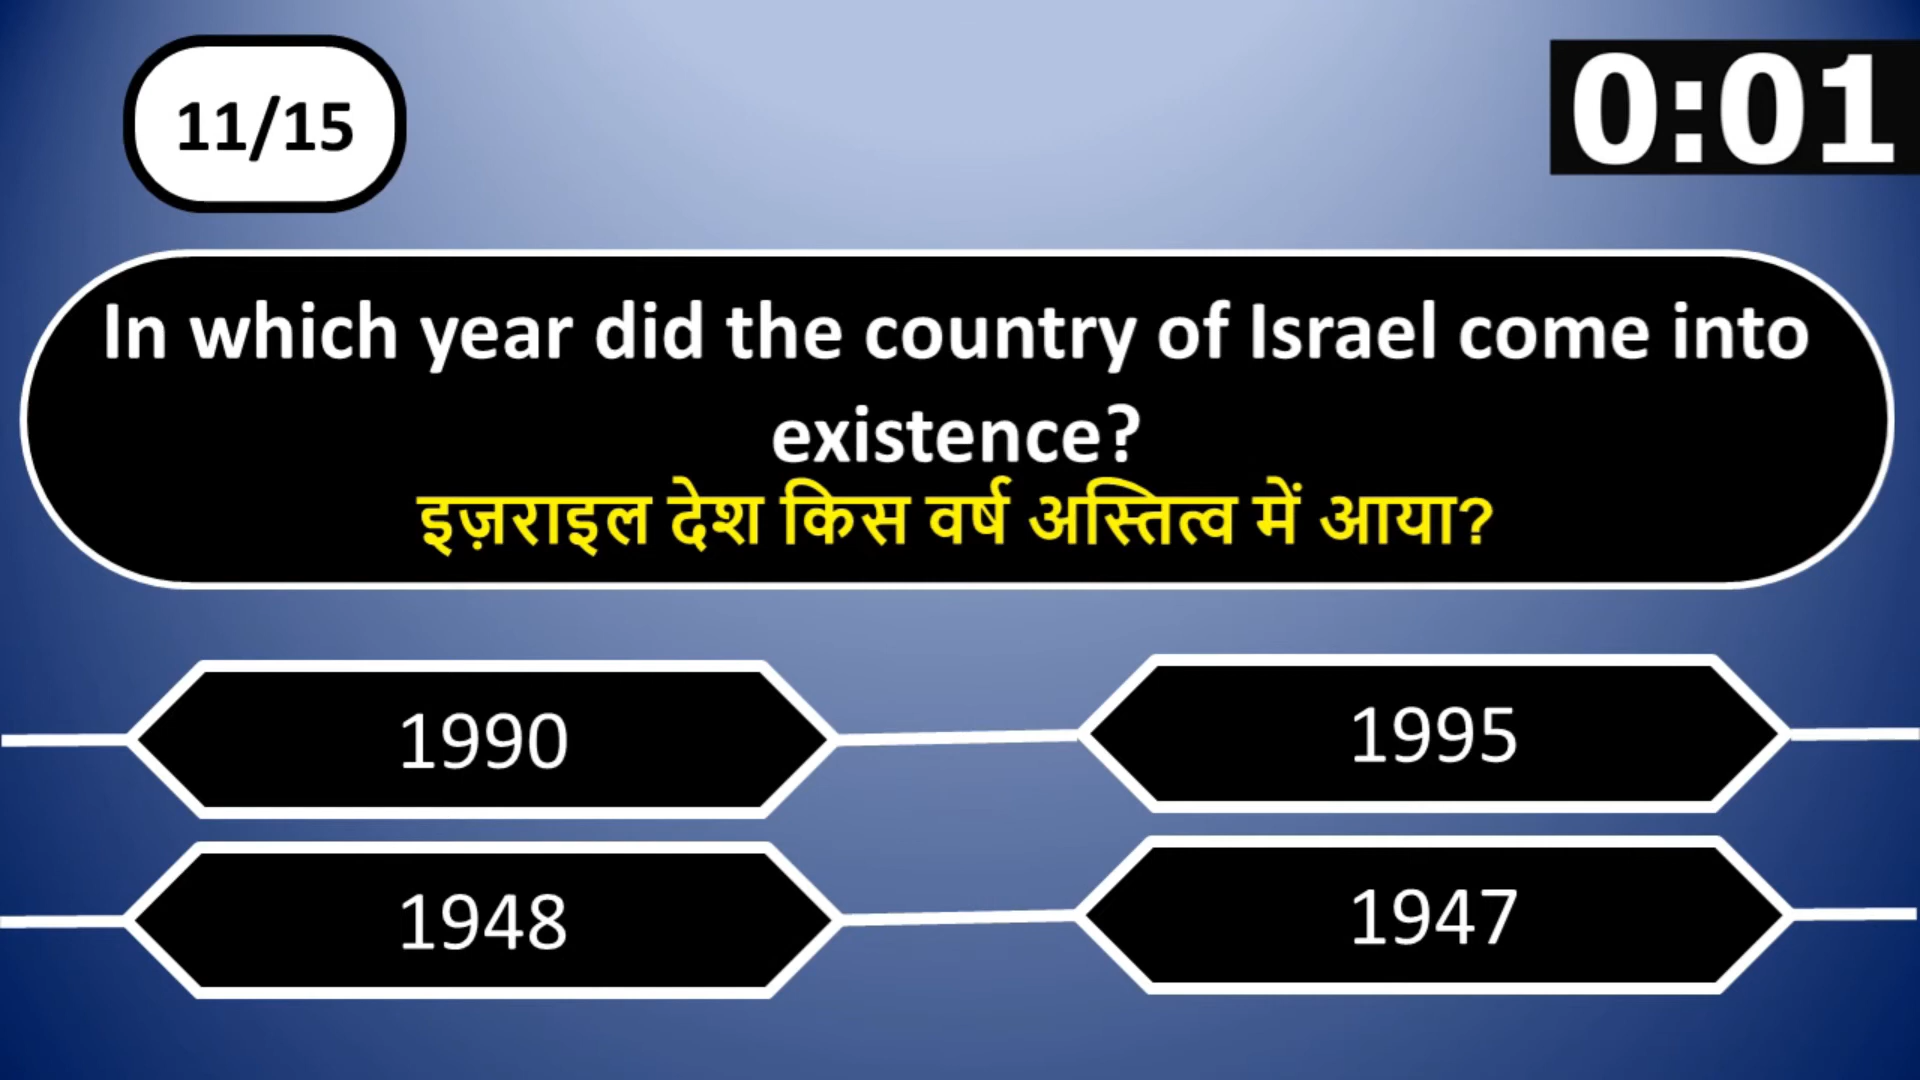 11/15
0:01
In which year did the country of Israel come into
existence?
इज़राइल देश किस वर्ष अस्तित्व में आया?
1990
1995
1948
1947